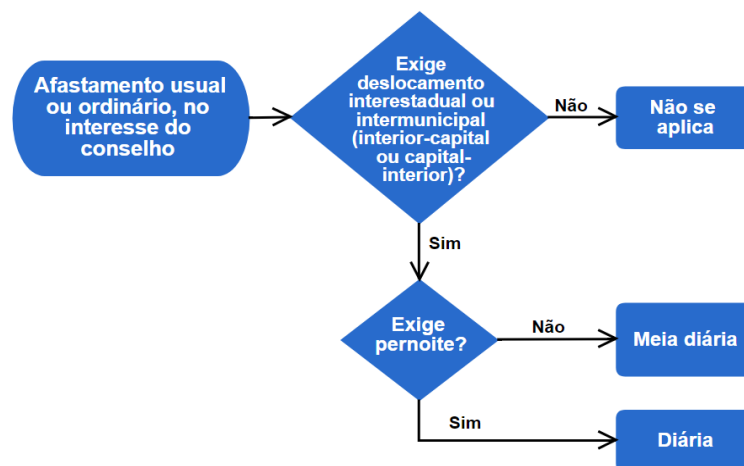 Afastamento usual
ou ordinário, no
interesse do
conselho
Exige
deslocamento
interestadual ou
intermunicipal
(interior-capital
ou capital-
interior)?
Não
Não se
aplica
Sim
Exige
pernoite?
Não
Meia diária
Sim
Diária